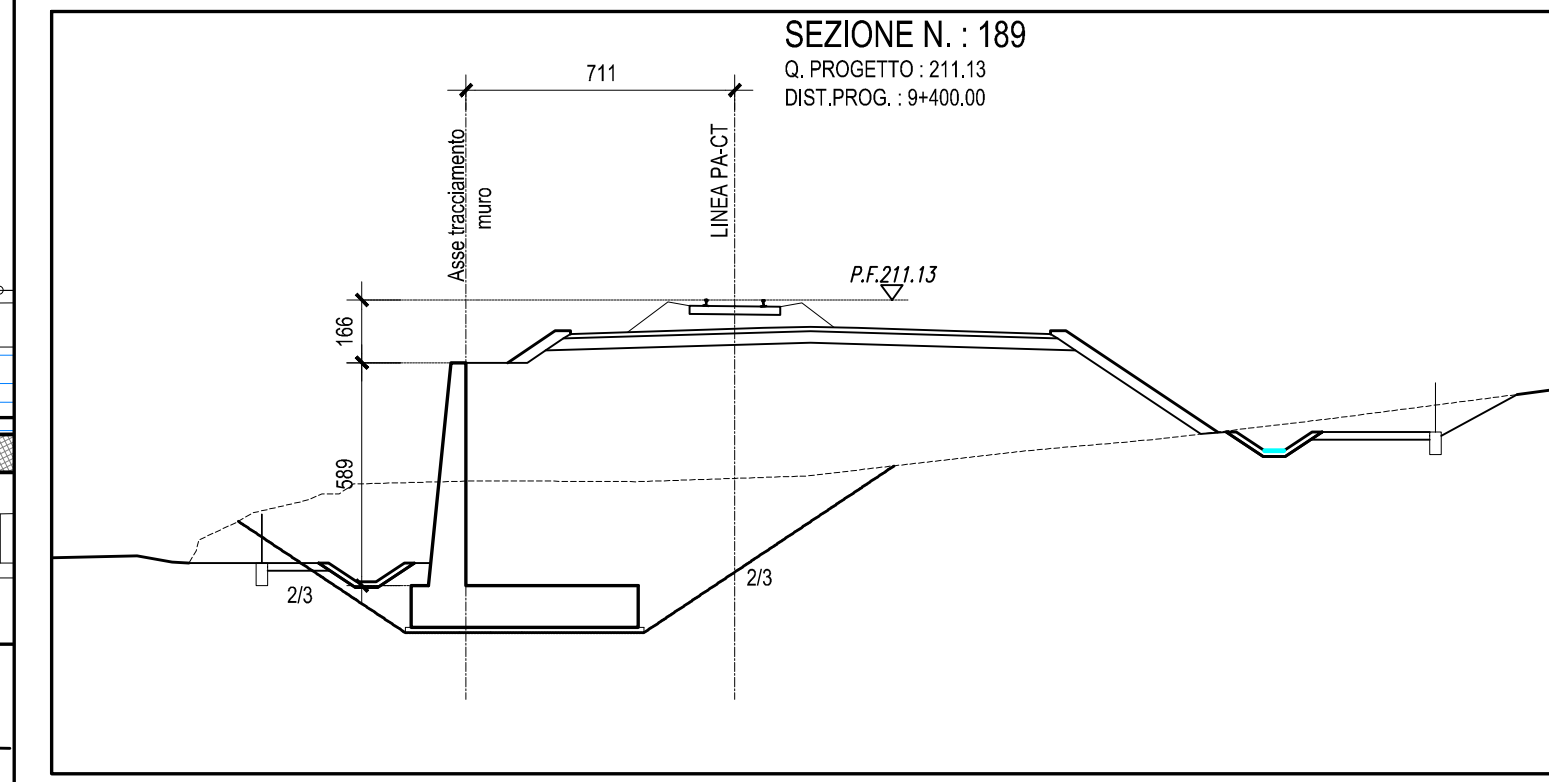 SEZIONE N. : 189
Q. PROGETTO : 211.13
DIST.PROG. : 9+400.00
711
Asse tracciamento
muro
LINEA PA-CT
P.F.211.13
166
589
2/3
2/3